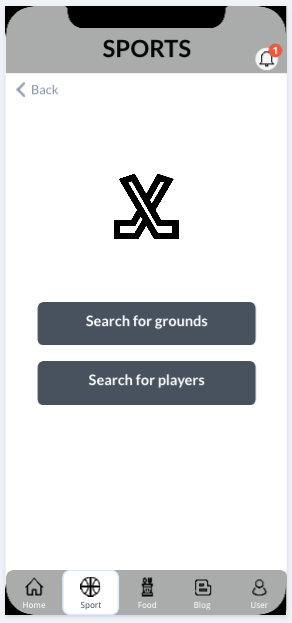 SPORTS
1
Back
Search for grounds
Search for players
Home
Sport
Food
Blog
User